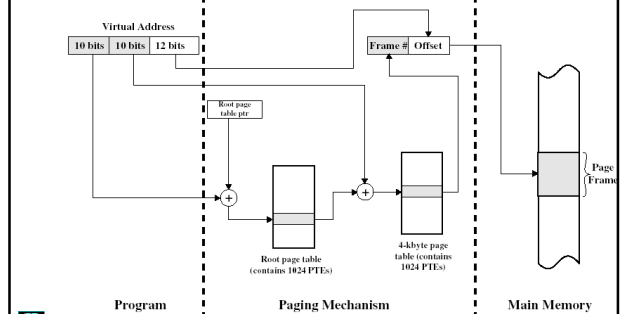 Virtual Address
10 bits 10 bits 12 bits
Frame # Offset
Root page
table ptr
Page
Frame
Root page table
(contains 1024 PTEs)
4-kbyte page
table (contains
1024 PTEs)
+
+
Program
Paging Mechanism
Main Memory